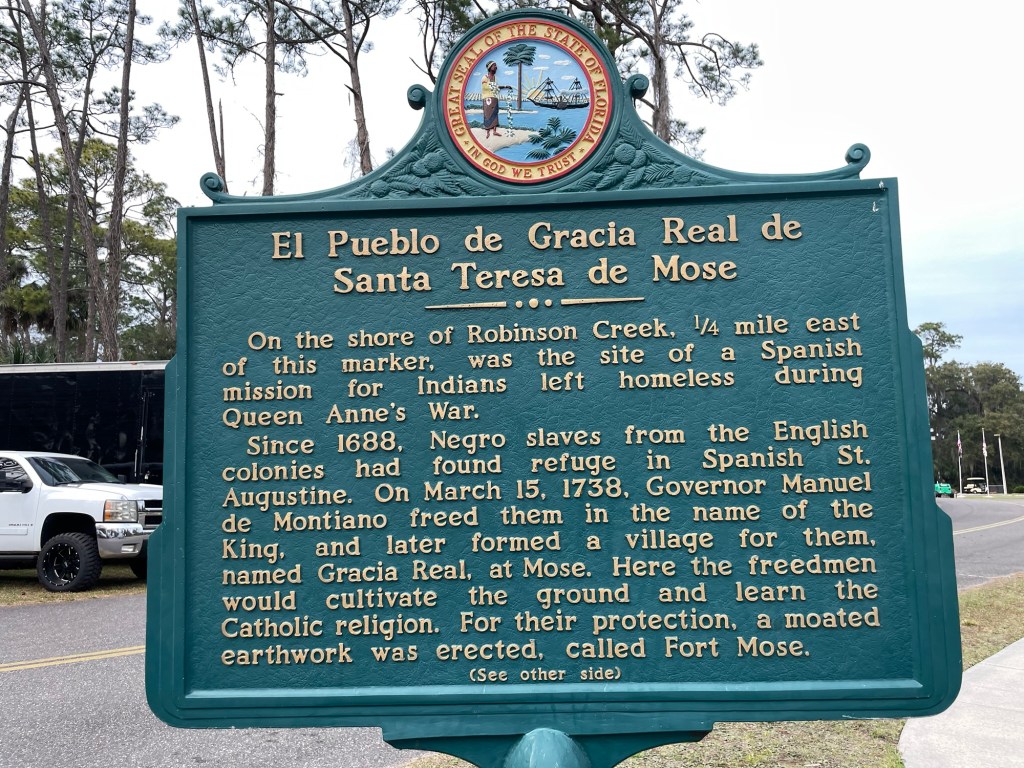 GREAT SEAL OF THE STATE OF FLORIDA
IN GOD WE TRUST
El Pueblo de Gracia Real de
Santa Teresa de Mose
On the shore of Robinson Creek, 1/4 mile east
of this marker, was the site of a Spanish
mission for Indians left homeless during
Queen Anne's War.
Since 1688, Negro slaves from the English
colonies had found refuge in Spanish St.
Augustine. On March 15, 1738, Governor Manuel
de Montiano freed them in the name of the
King, and later formed a village for them,
named Gracia Real, at Mose. Here the freedmen
would cultivate the ground and learn the
Catholic religion. For their protection, a moated
earthwork was erected, called Fort Mose.
(See other side)